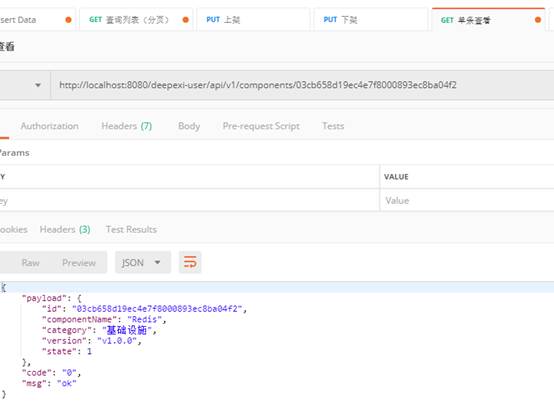 sert Data
GET 查询列表（分页）
PUT 上架
PUT 下架
GET 单条查看
查看
http://localhost:8080/deepexi-user/api/v1/components/03cb658d19ec4e7f8000893ec8ba04f2
Authorization Headers (7) Body Pre-request Script Tests
Params
Y VALUE
ey Value
ookies Headers (3) Test Results
Raw Preview JSON
{
"payload": {
"id": "03cb658d19ec4e7f8000893ec8ba04f2",
"componentName": "Redis",
"category": "基础设施",
"version": "v1.0.0",
"state": 1
},
"code": "0",
"msg": "ok"
}